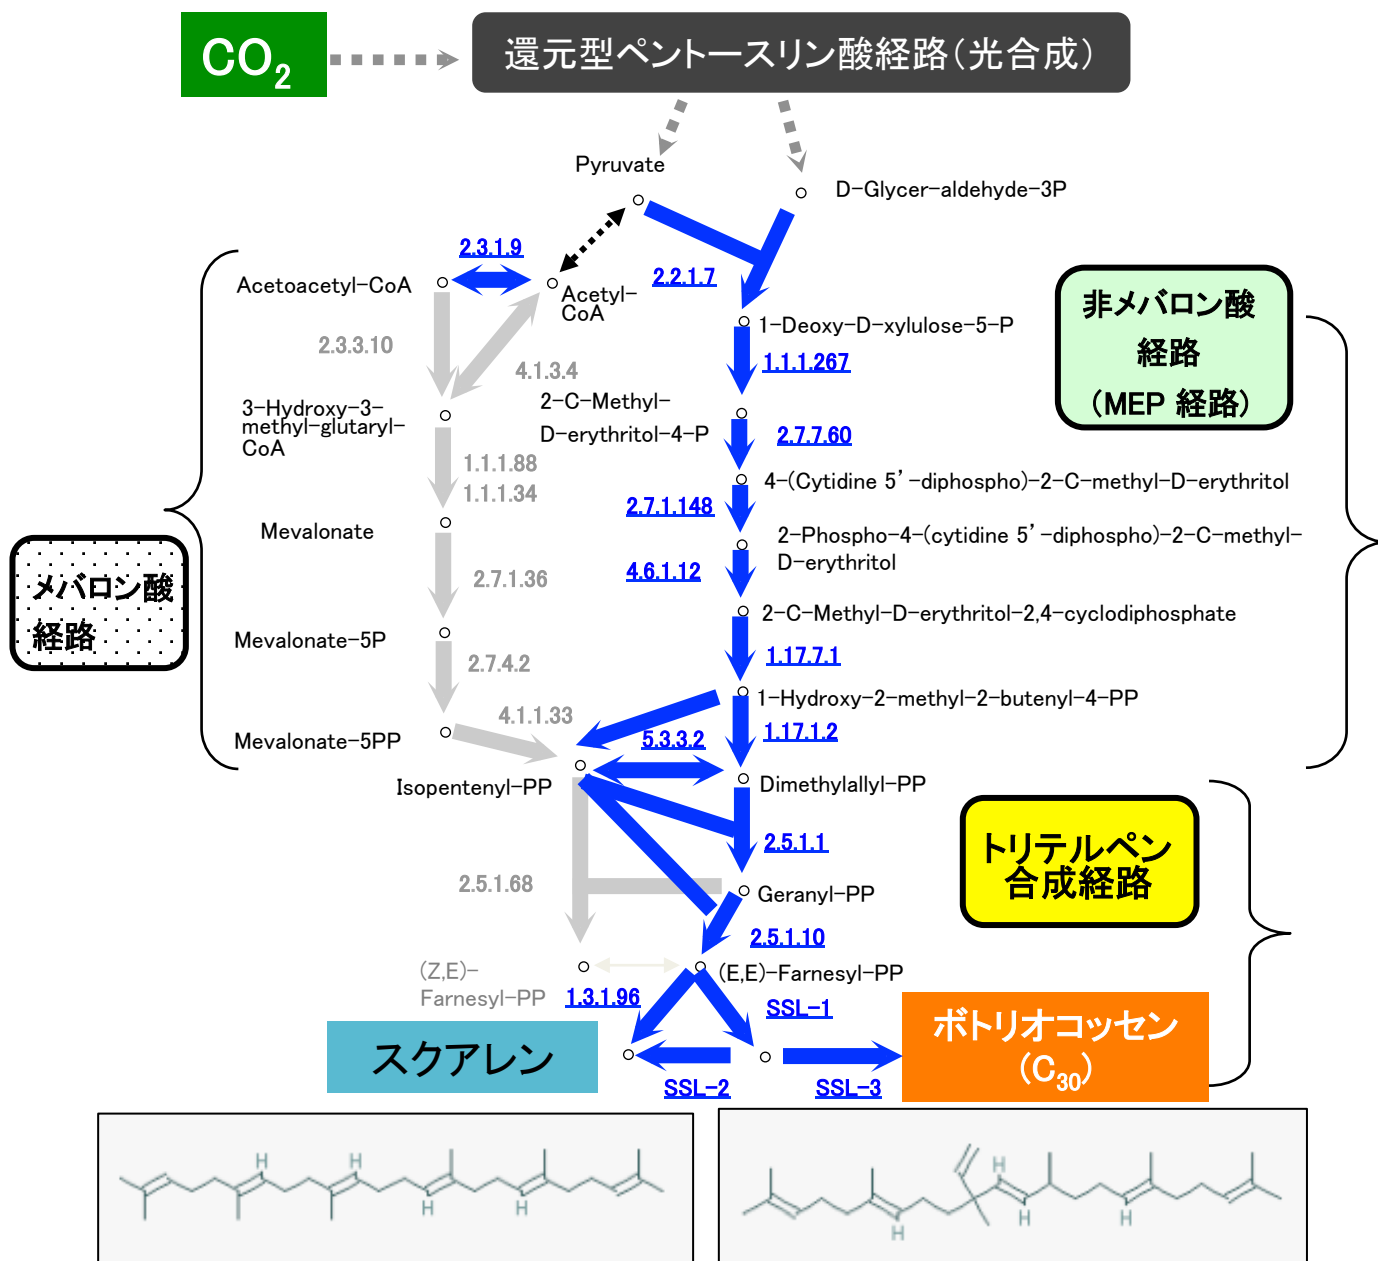 CO2
還元型ペントースリン酸経路(光合成)
Pyruvate
D-Glycer-aldehyde-3P
2.3.1.9
2.2.1.7
Acetoacetyl-CoA
Acetyl-
CoA
非メバロン酸
経路
(MEP 経路)
1-Deoxy-D-xylulose-5-P
2.3.3.10
4.1.3.4
1.1.1.267
3-Hydroxy-3-
methyl-glutaryl-
CoA
2-C-Methyl-
D-erythritol-4-P
2.7.7.60
1.1.1.88
1.1.1.34
4-(Cytidine 5’-diphospho)-2-C-methyl-D-erythritol
2.7.1.148
Mevalonate
2-Phospho-4-(cytidine 5’-diphospho)-2-C-methyl-
D-erythritol
メバロン酸
経路
2.7.1.36
4.6.1.12
2-C-Methyl-D-erythritol-2,4-cyclodiphosphate
Mevalonate-5P
2.7.4.2
1.17.7.1
1-Hydroxy-2-methyl-2-butenyl-4-PP
4.1.1.33
Mevalonate-5PP
5.3.3.2
1.17.1.2
Isopentenyl-PP
Dimethylallyl-PP
2.5.1.1
トリテルペン
合成経路
2.5.1.68
Geranyl-PP
2.5.1.10
(Z,E)-
Farnesyl-PP
(E,E)-Farnesyl-PP
1.3.1.96
SSL-1
スクアレン
ボトリオコッセン
(C30)
SSL-2
SSL-3
H
H
H
H
H
H
H
H